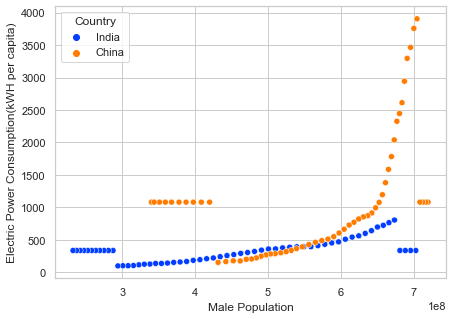 4000
3500
3000
2500
2000
1500
1000
500
0
Electric Power Consumption(kWH per capita)
Country
India
China
3 4 5 6 7
1e8
Male Population